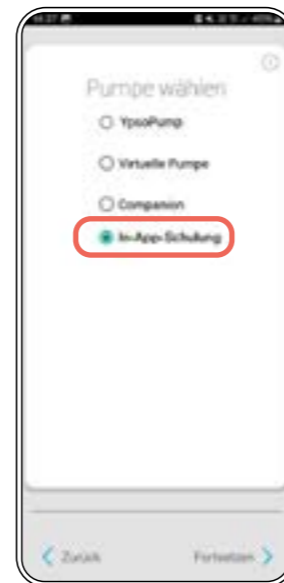 Pumpe wählen
YpsoPump
Virtuelle Pumpe
Companion
In-App-Schulung
Zurück
Fortsetzen